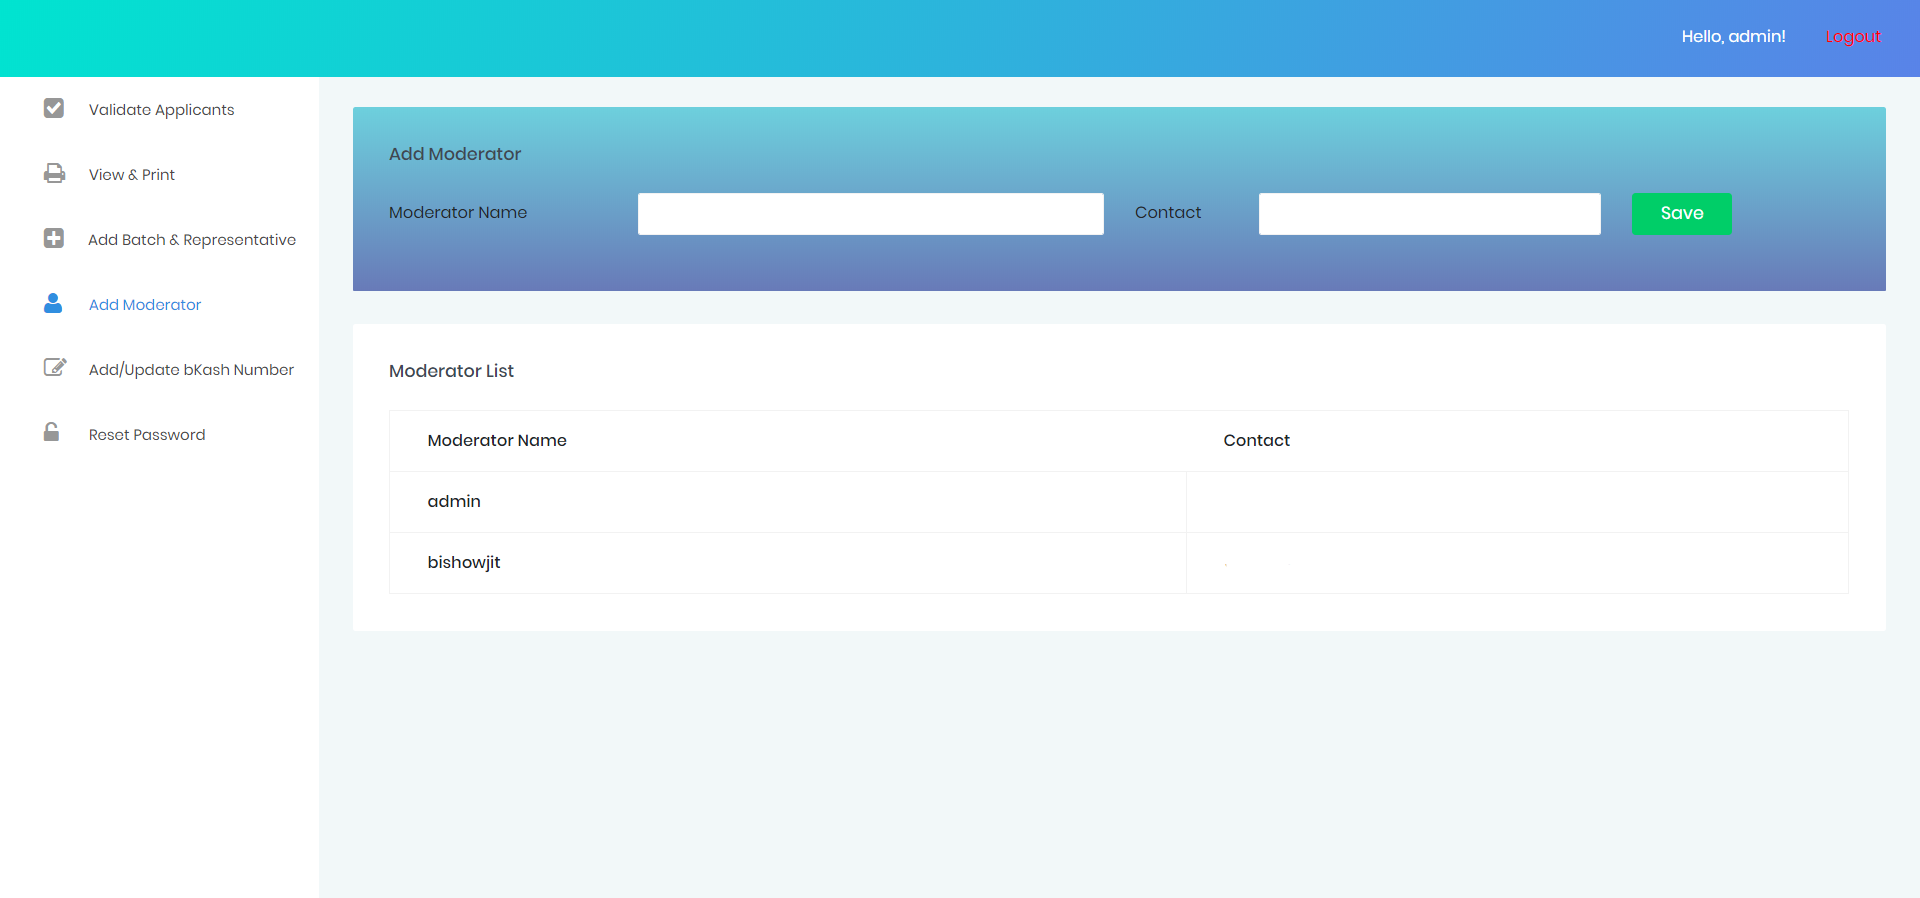 Hello, admin! Logout
Validate Applicants
View & Print
Add Batch & Representative
Add Moderator
Add/Update bKash Number
Reset Password
Add Moderator
Moderator Name Contact Save
Moderator List
Moderator Name Contact
admin
bishowjit